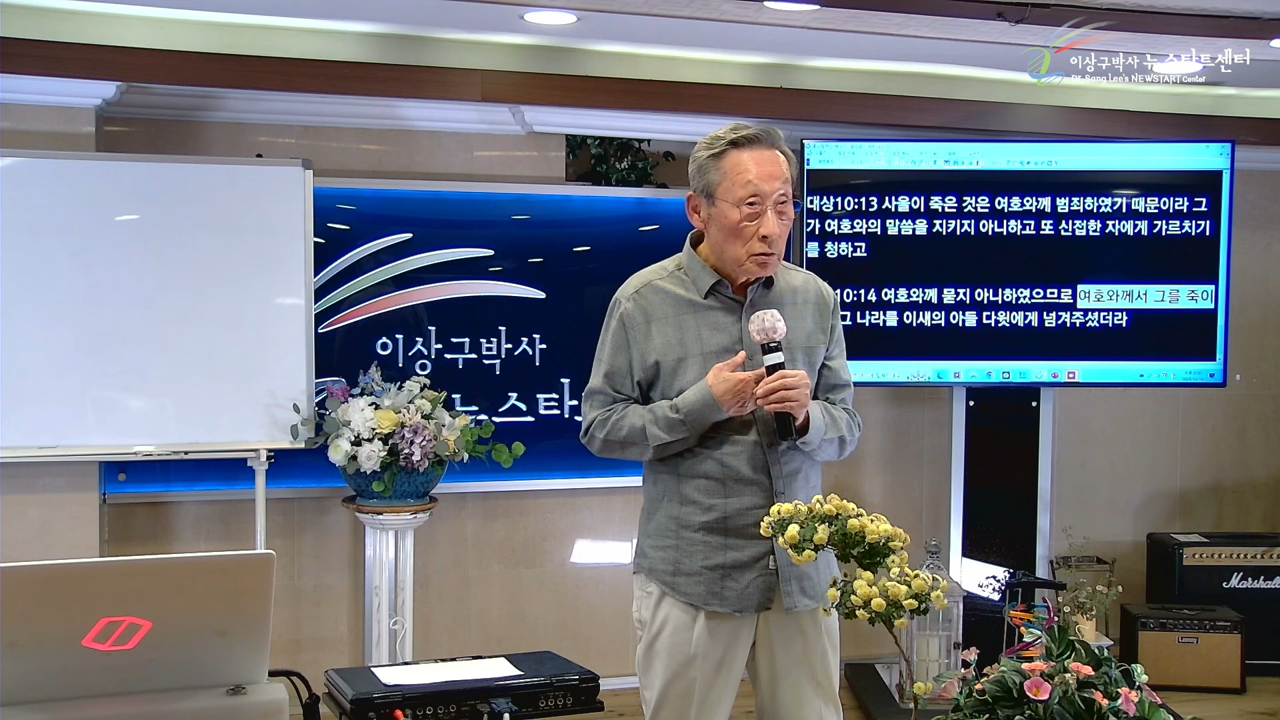 이상구박사 뉴스타트센터
Dr. Sang Lee's NEWSTART Center
대상10:13 사울이 죽은 것은 여호와께 범죄하였기 때문이라 그
가 여호와의 말씀을 지키지 아니하고 또 신접한 자에게 가르치기
를 청하고
10:14 여호와께 묻지 아니하였으므로 여호와께서 그를 죽이
그 나라를 이새의 아들 다윗에게 넘겨주셨더라
이상구박사
뉴스타
Marshall
Laney